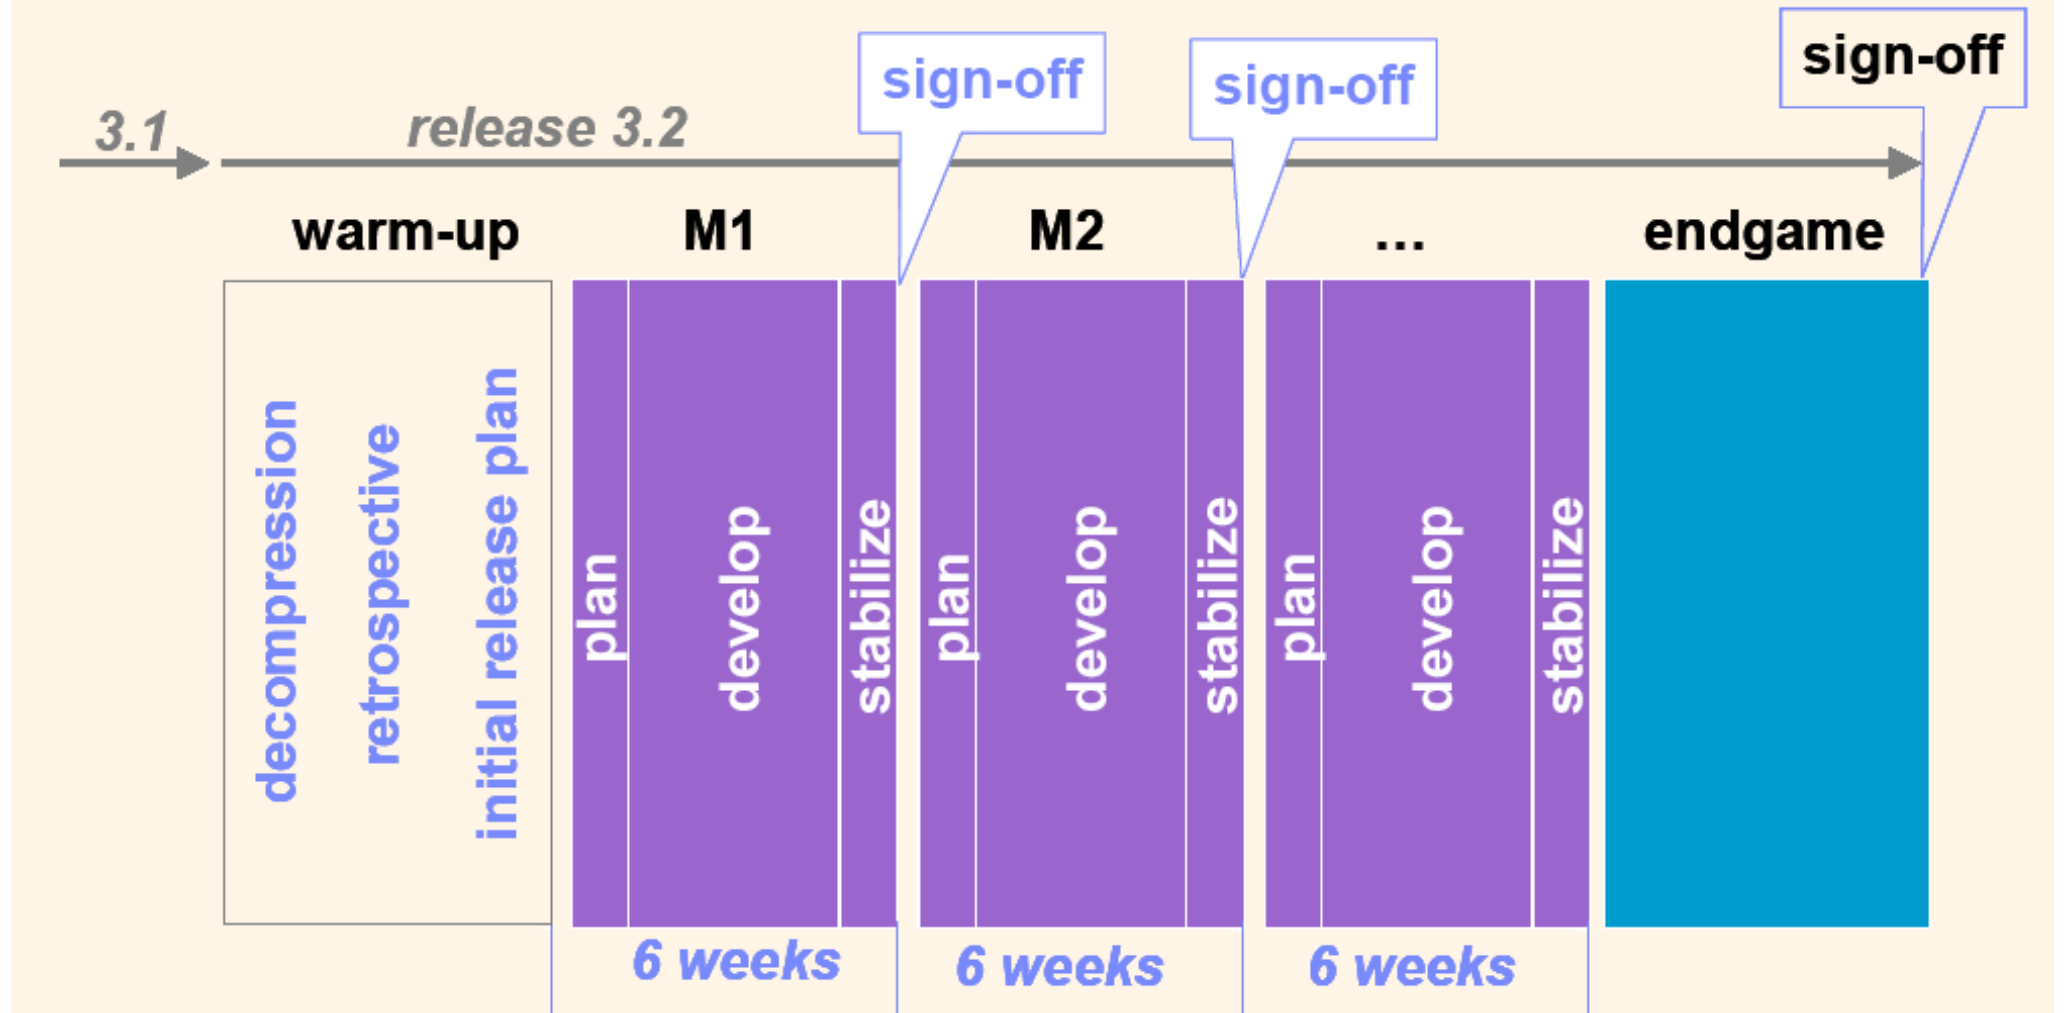 sign-off
sign-off
sign-off
3.1
release 3.2
warm-up
M1
M2
...
endgame
decompression
retrospective
initial release plan
plan
develop
stabilize
plan
develop
stabilize
plan
develop
stabilize
6 weeks
6 weeks
6 weeks